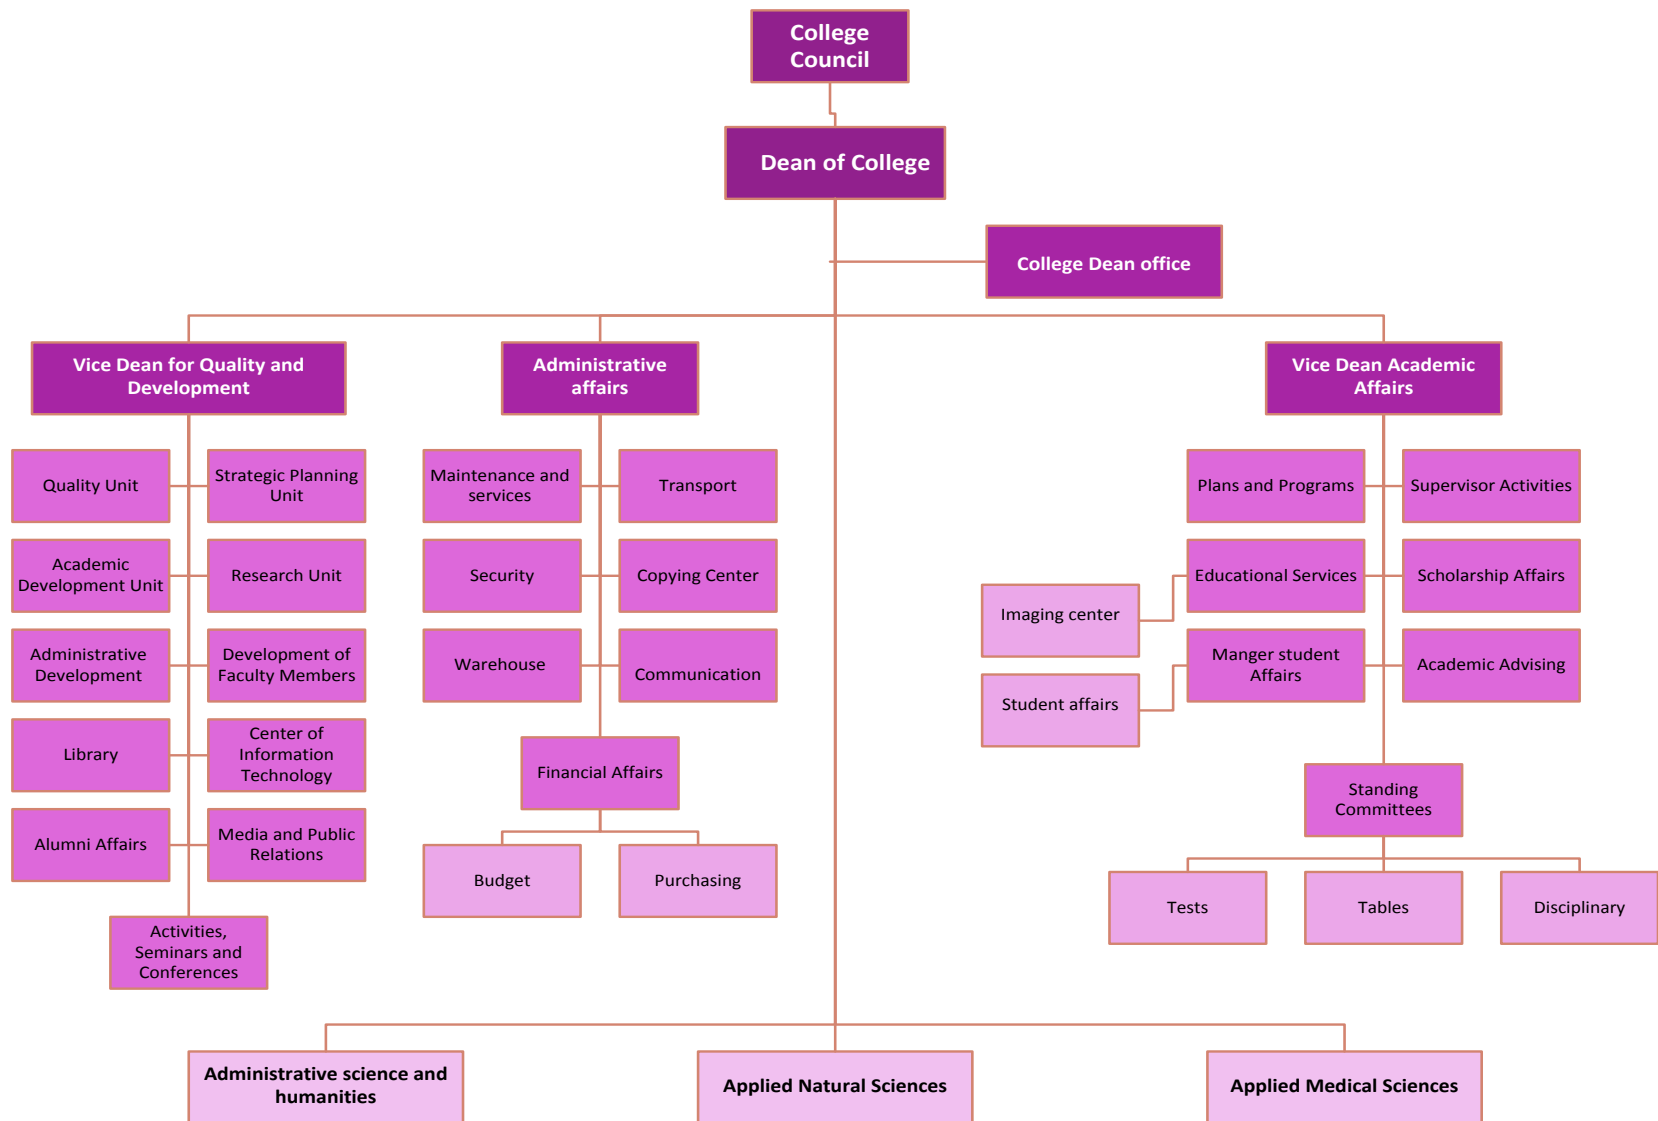 College
Council
Dean of College
College Dean office
Vice Dean for Quality and
Development
Administrative
affairs
Vice Dean Academic
Affairs
Quality Unit
Strategic Planning
Unit
Academic
Development Unit
Research Unit
Administrative
Development
Development of
Faculty Members
Library
Center of
Information
Technology
Alumni Affairs
Media and Public
Relations
Activities,
Seminars and
Conferences
Maintenance and
services
Transport
Security
Copying Center
Warehouse
Communication
Financial Affairs
Budget
Purchasing
Plans and Programs
Supervisor Activities
Educational Services
Scholarship Affairs
Imaging center
Manger student
Affairs
Academic Advising
Student affairs
Standing
Committees
Tests
Tables
Disciplinary
Administrative science and
humanities
Applied Natural Sciences
Applied Medical Sciences